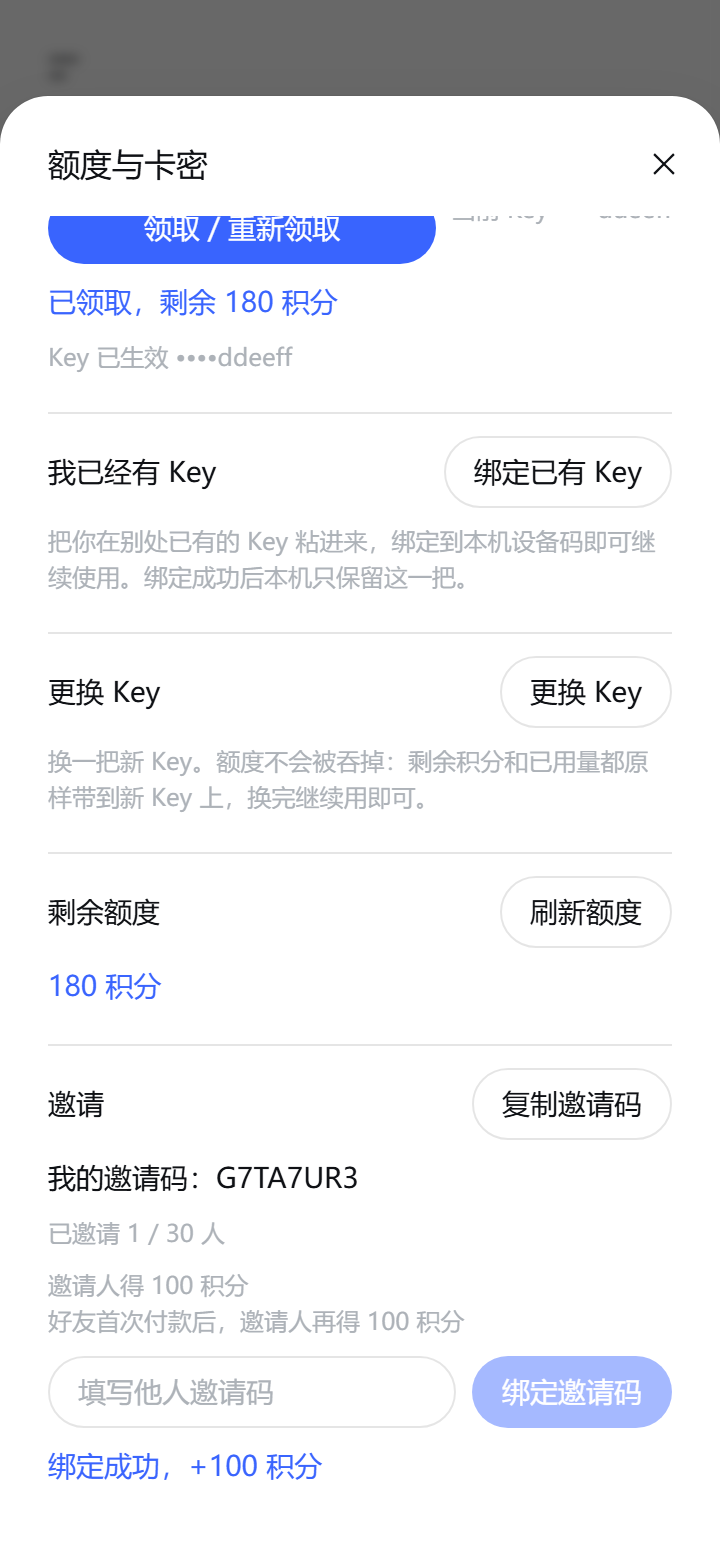 额度与卡密
领取 / 重新领取
已领取，剩余 180 积分
Key 已生效 ••••ddeeff
我已经有 Key
绑定已有 Key
把你在别处已有的 Key 粘进来，绑定到本机设备码即可继
续使用。绑定成功后本机只保留这一把。
更换 Key
更换 Key
换一把新 Key。额度不会被吞掉：剩余积分和已用量都原
样带到新 Key 上，换完继续用即可。
剩余额度
刷新额度
180 积分
邀请
复制邀请码
我的邀请码：G7TA7UR3
已邀请 1 / 30 人
邀请人得 100 积分
好友首次付款后，邀请人再得 100 积分
填写他人邀请码
绑定邀请码
绑定成功，+100 积分